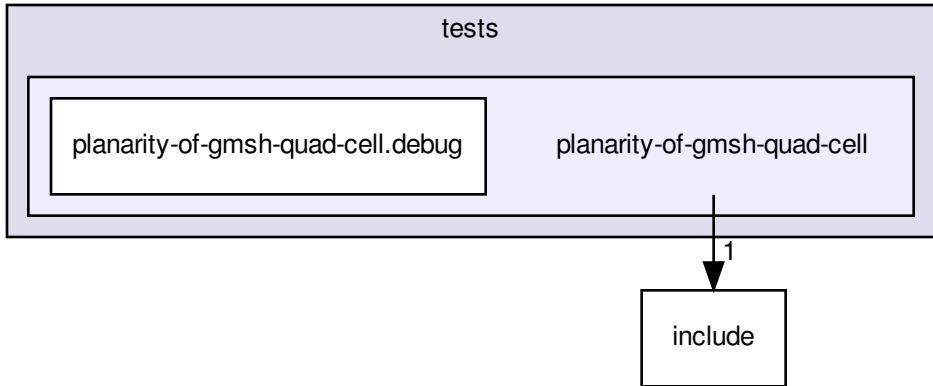 tests
planarity-of-gmsh-quad-cell.debug
planarity-of-gmsh-quad-cell
1
include